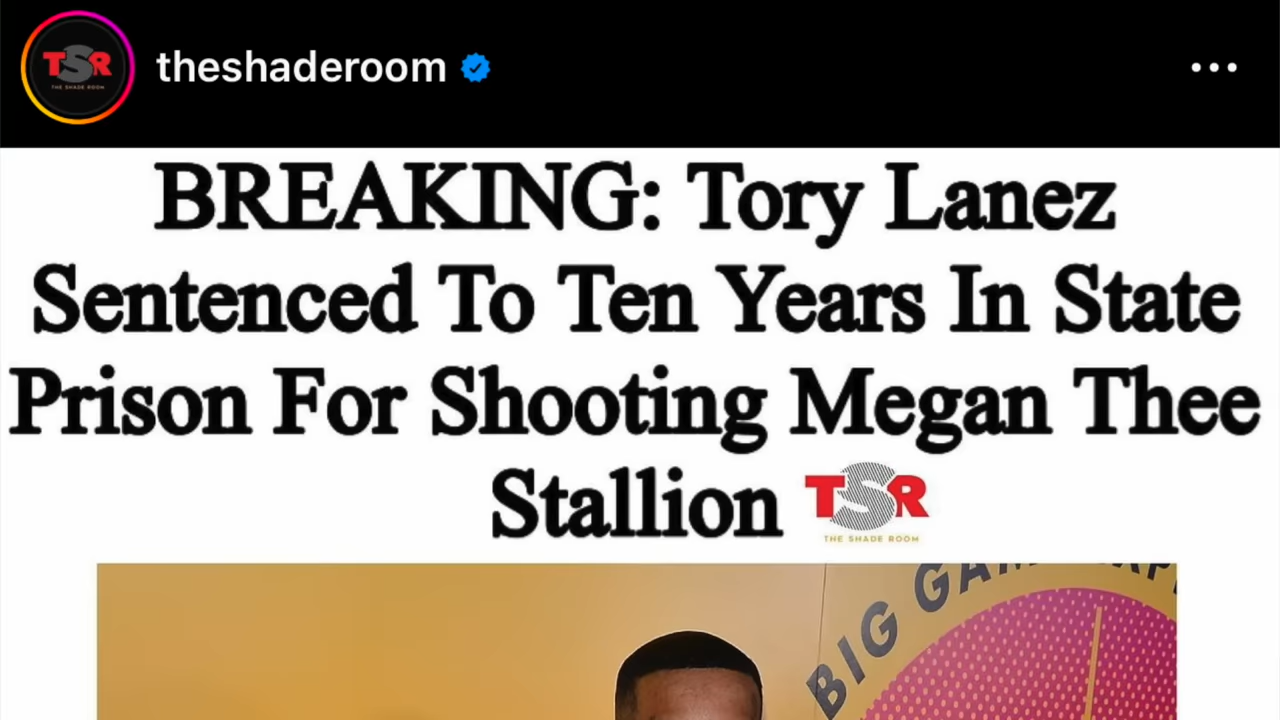 TSR
THE SHADE ROOM
theshaderoom
BREAKING: Tory Lanez
Sentenced To Ten Years In State
Prison For Shooting Megan Thee
Stallion TSR
THE SHADE ROOM
BIG